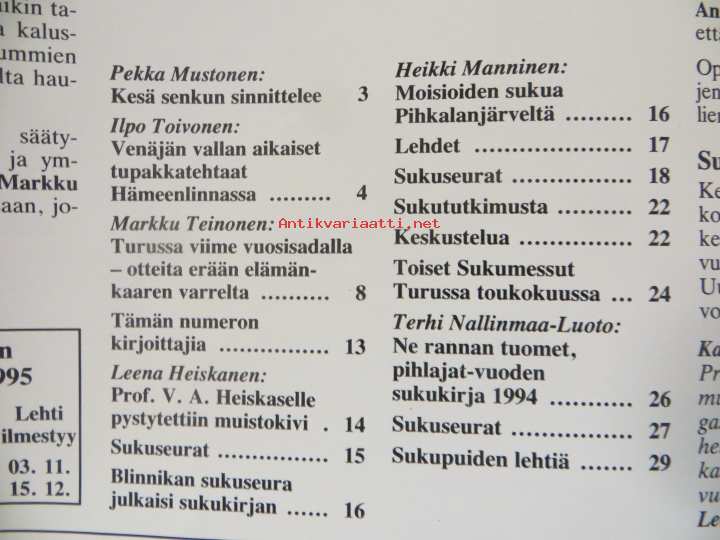 äikin ta-
a kalus-
ummien
lta hau-
sääty-
ja ym-
Markku
aan, jo-
n
995
Lehti
ilmestyy
03. 11.
15. 12.
Pekka Mustonen:
Kesä senkun sinnittelee 3
Ilpo Toivonen:
Venäjän vallan aikaiset
tupakkatehtaat
Hämeenlinnassa ......... 4
Markku Teinonen:
Turussa viime vuosisadalla
– otteita erään elämän-
kaaren varrelta .......... 8
Tämän numeron
kirjoittajia .............. 13
Leena Heiskanen:
Prof. V. A. Heiskaselle
pystytettiin muistokivi . 14
Sukuseurat .............. 15
Blinnikan sukuseura
julkaisi sukukirjan ...... 16
Heikki Manninen:
Moisioiden sukua
Pihkalanjärveltä ......... 16
Lehdet ................... 17
Sukuseurat .............. 18
Sukututkimusta ......... 22
Keskustelua .............. 22
Toiset Sukumessut
Turussa toukokuussa ... 24
Terhi Nallinmaa-Luoto:
Ne rannan tuomet,
pihlajat-vuoden
sukukirja 1994 .......... 26
Sukuseurat .............. 27
Sukupuiden lehtiä ....... 29
Antikvariaatti.net
An
että
Op
jen
lien
Su
Ke
ko
ke
vu
Uu
vo
Ka
Pr
mu
gas
he
ka
vu
Le